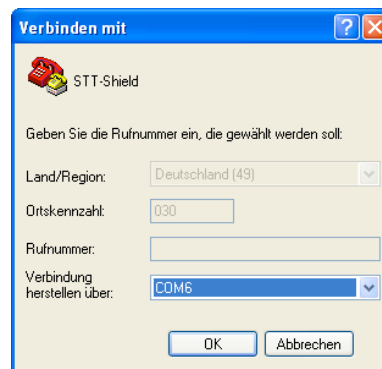 Verbinden mit
STT-Shield
Geben Sie die Rufnummer ein, die gewählt werden soll:
Land/Region: Deutschland (49)
Ortskennzahl: 030
Rufnummer:
Verbindung
herstellen über: COM6
OK Abbrechen